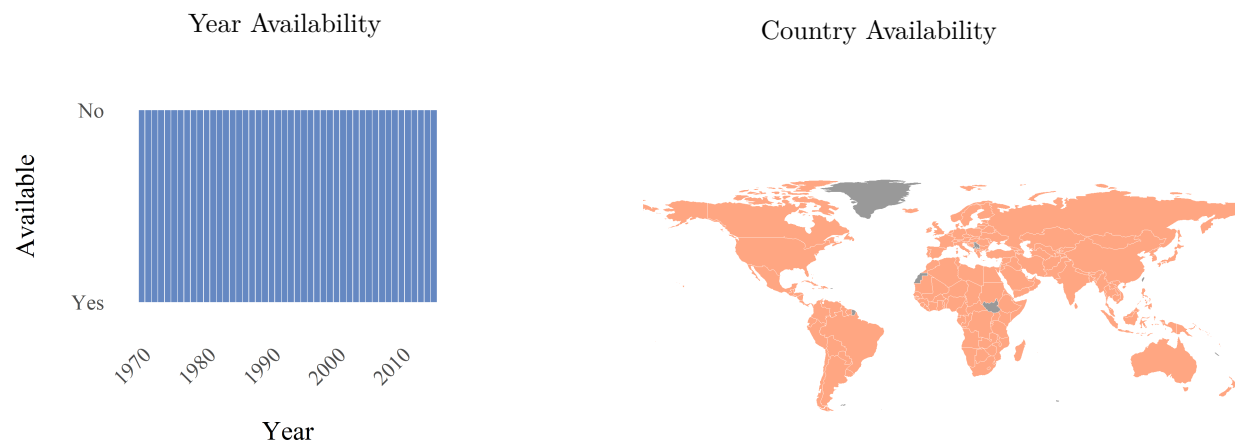 Year Availability
No
Yes
Available
1970
1980
1990
2000
2010
Year
Country Availability